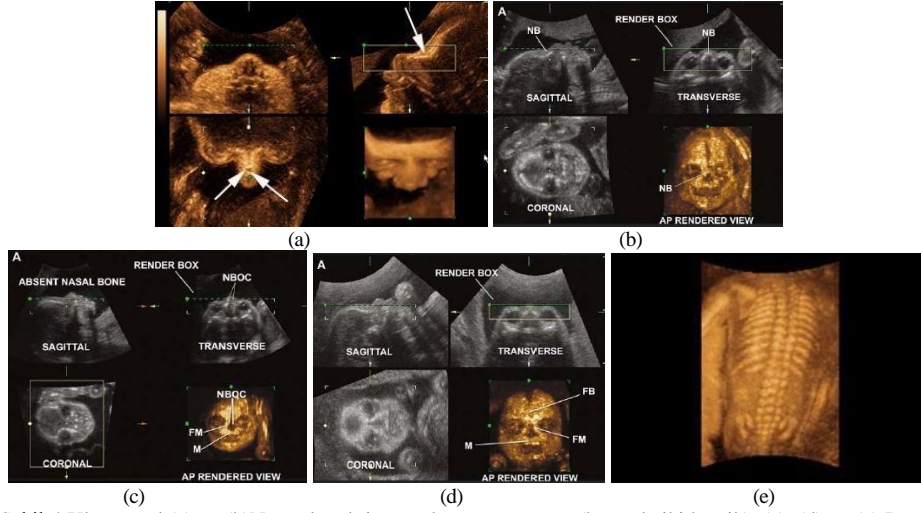 A
RENDER BOX
NB
NB
SAGITTAL
TRANSVERSE
NB
CORONAL
AP RENDERED VIEW
(a)
(b)
A
ABSENT NASAL BONE
RENDER BOX
NBOC
SAGITTAL
TRANSVERSE
NBOC
FM
M
CORONAL
AP RENDERED VIEW
A
RENDER BOX
SAGITTAL
TRANSVERSE
FB
M
FM
CORONAL
AP RENDERED VIEW
(c)
(d)
(e)